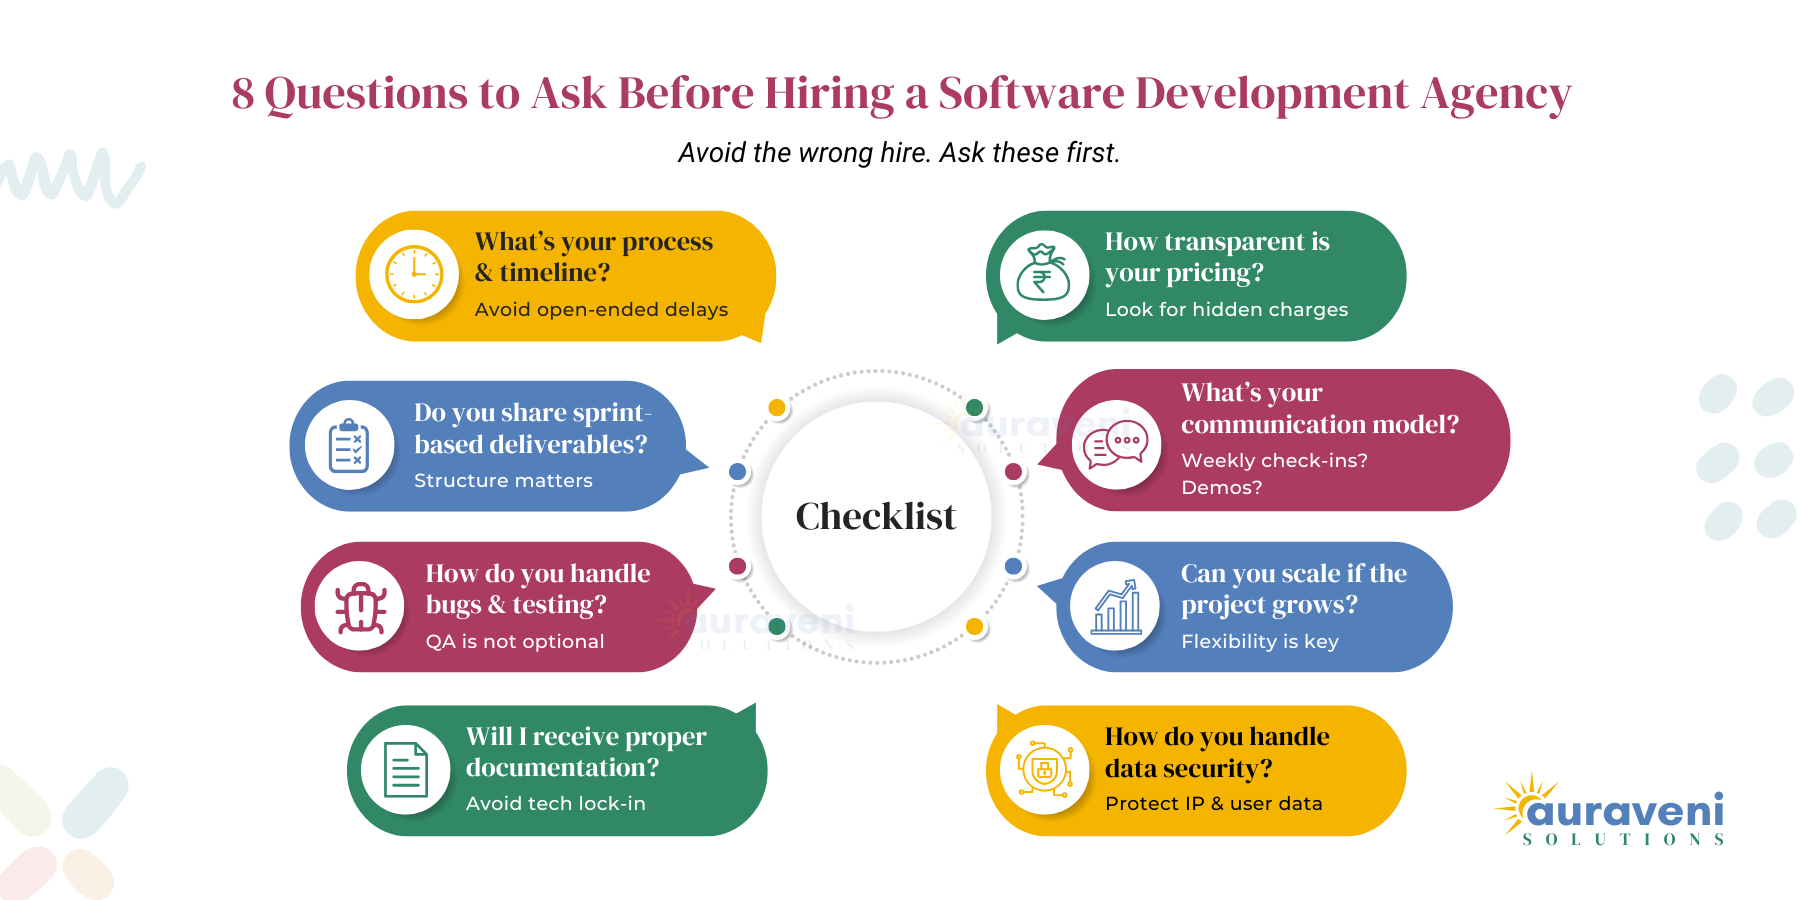 8 Questions to Ask Before Hiring a Software Development Agency
Avoid the wrong hire. Ask these first.
What's your process
& timeline?
Avoid open-ended delays
How transparent is
your pricing?
Look for hidden charges
Do you share sprint-
based deliverables?
Structure matters
What's your
communication model?
Weekly check-ins?
Demos?
Checklist
How do you handle
bugs & testing?
QA is not optional
Can you scale if the
project grows?
Flexibility is key
Will I receive proper
documentation?
Avoid tech lock-in
How do you handle
data security?
Protect IP & user data
auraveni
SOLUTIONS
auraveni
SOLUTIONS